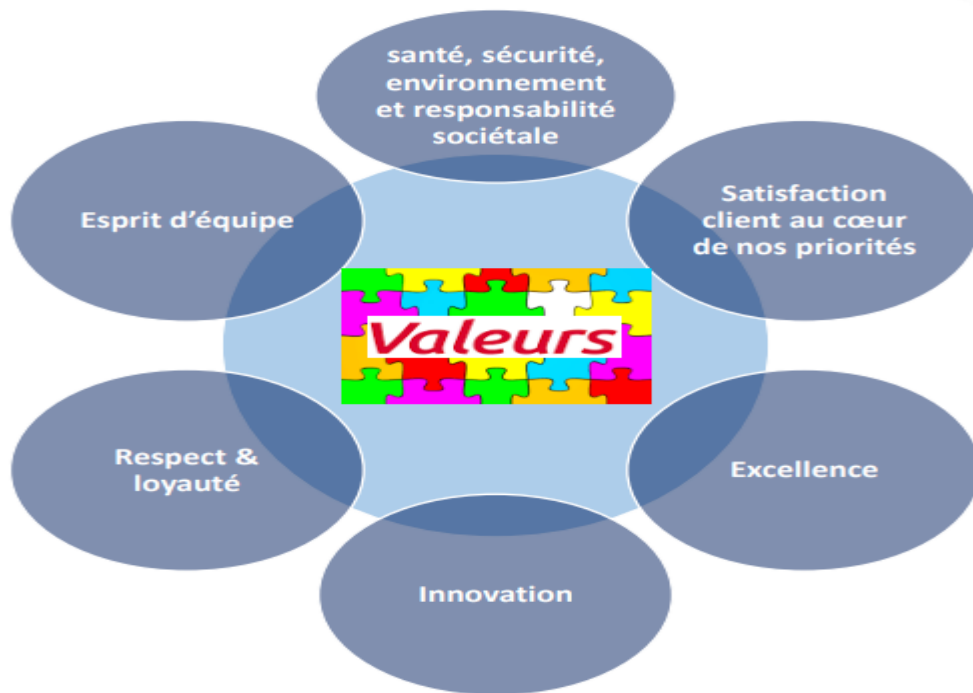 santé, sécurité,
environnement
et responsabilité
sociétale
Satisfaction
client au cœur
de nos priorités
Excellence
Innovation
Respect &
loyauté
Esprit d’équipe
Valeurs